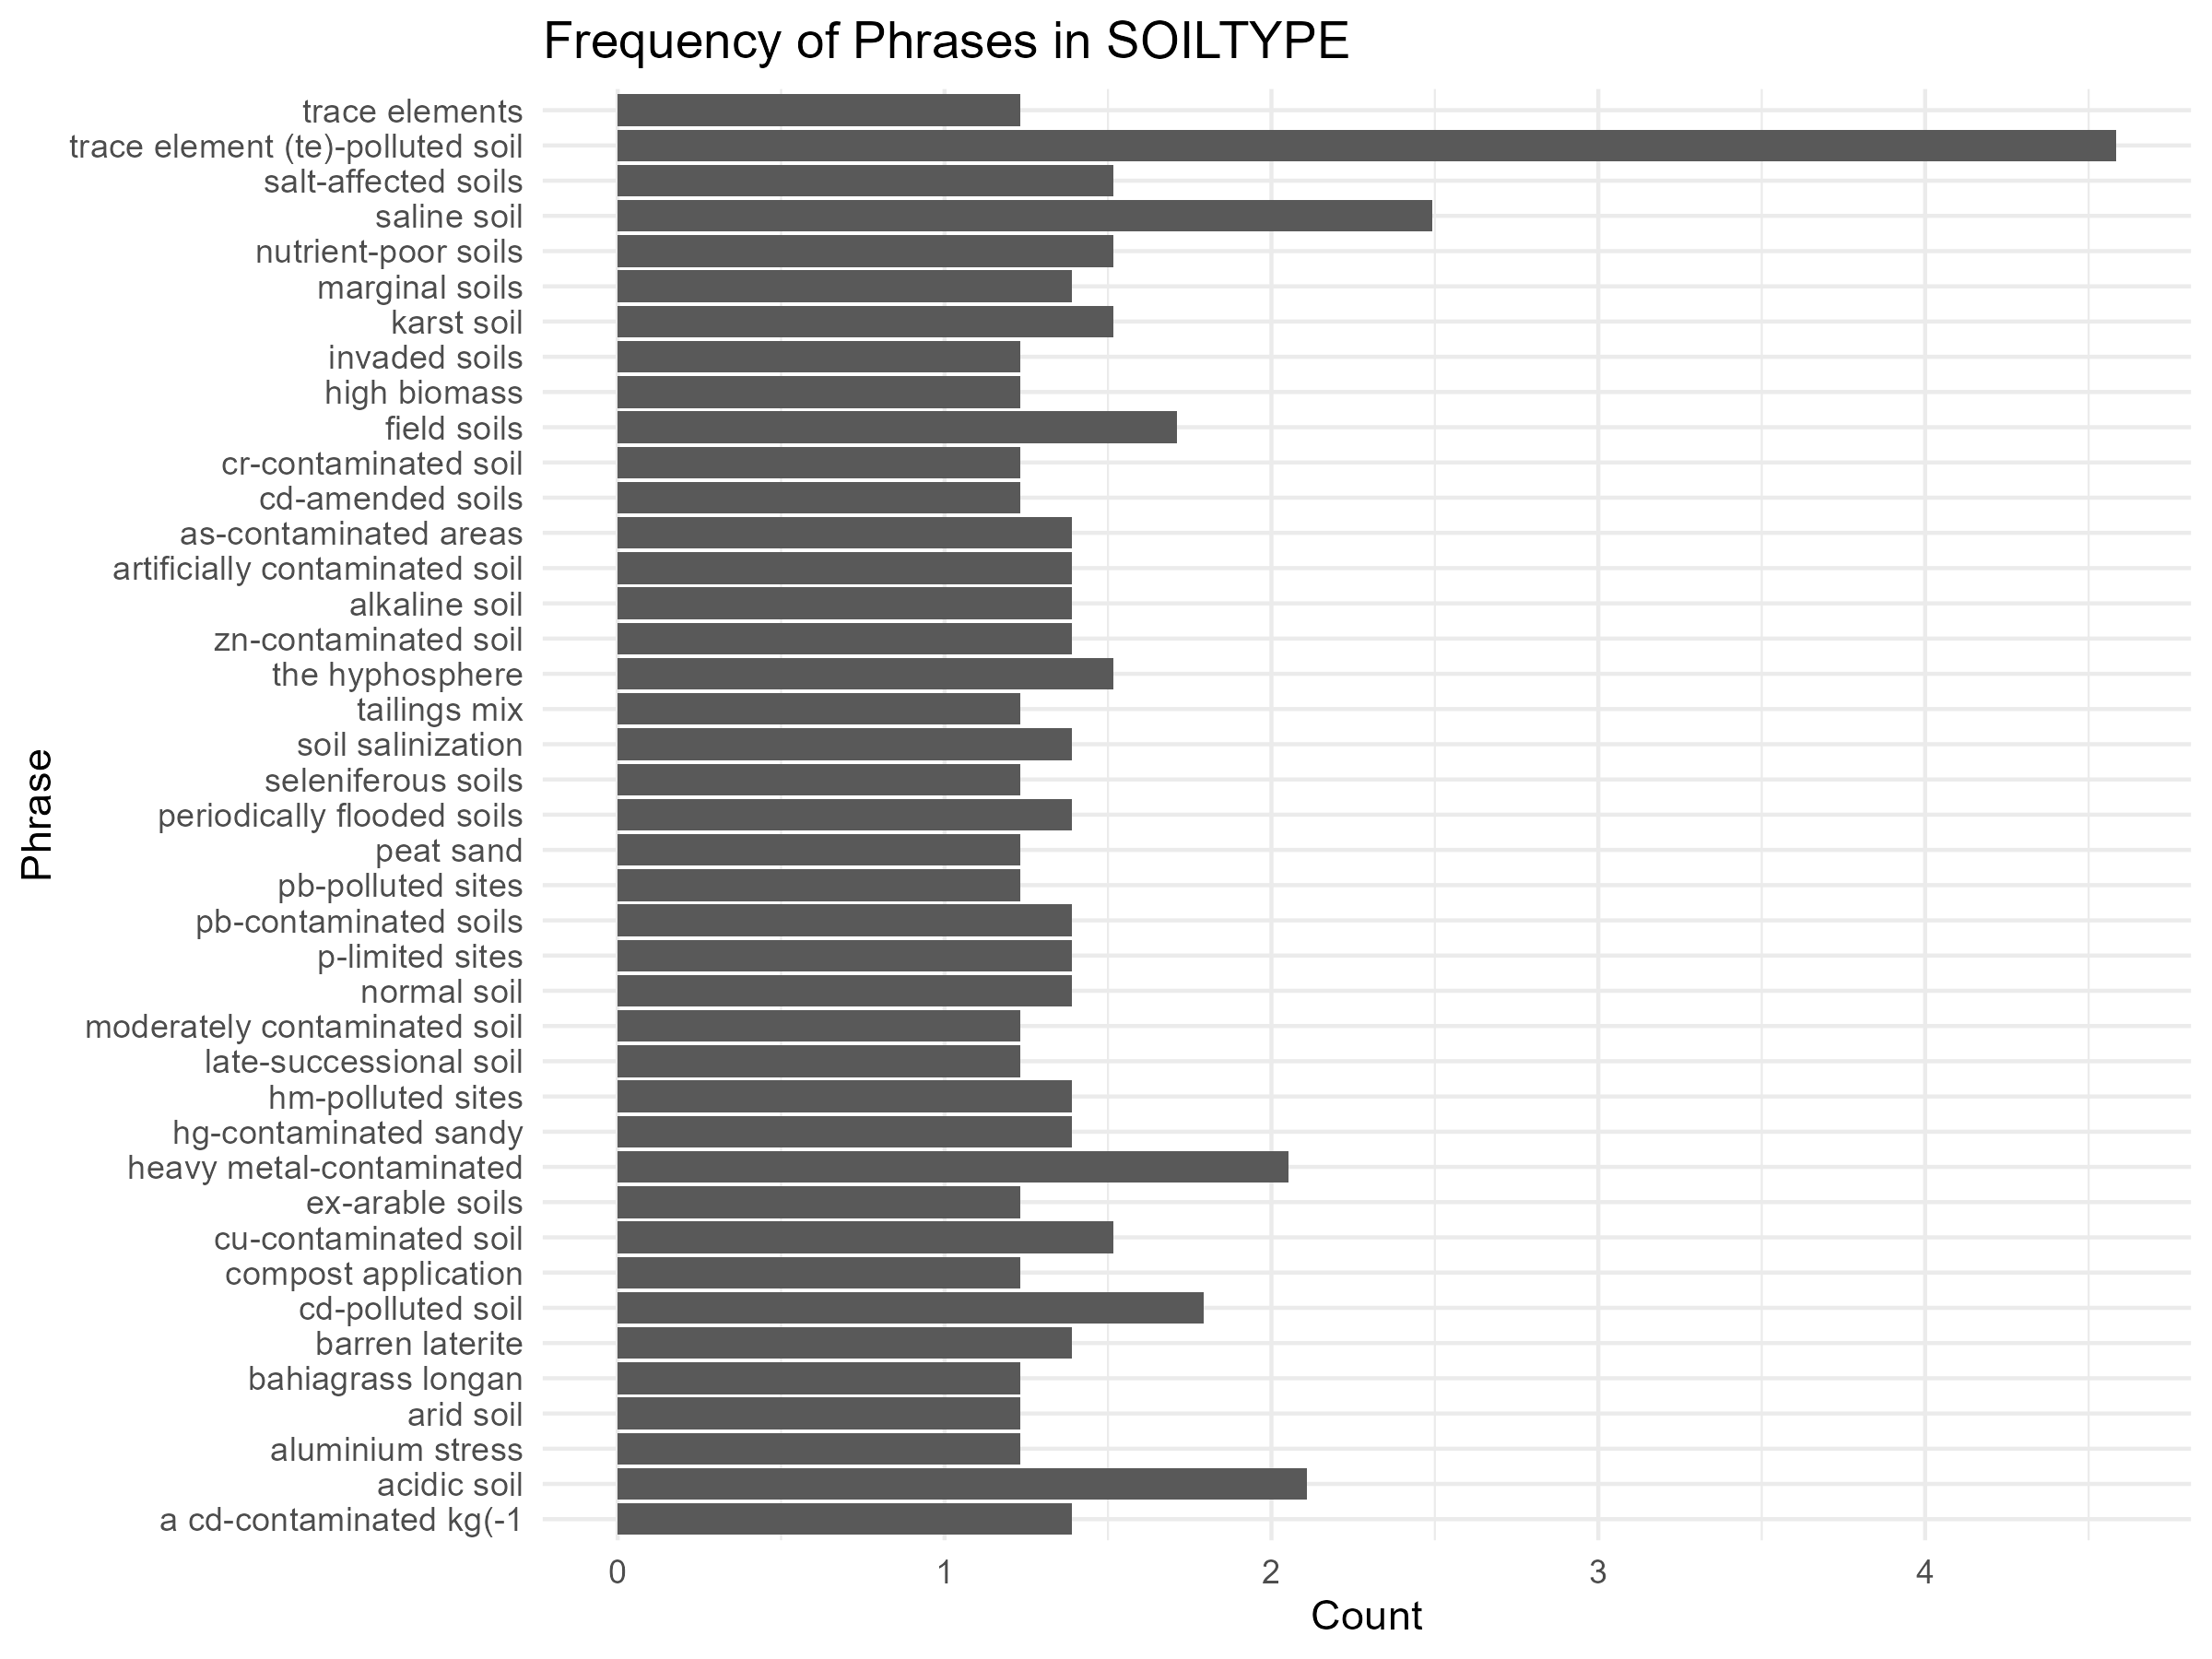 Frequency of Phrases in SOILTYPE
trace elements
trace element (te)-polluted soil
salt-affected soils
saline soil
nutrient-poor soils
marginal soils
karst soil
invaded soils
high biomass
field soils
cr-contaminated soil
cd-amended soils
as-contaminated areas
artificially contaminated soil
alkaline soil
zn-contaminated soil
the hyphosphere
tailings mix
soil salinization
seleniferous soils
periodically flooded soils
peat sand
pb-polluted sites
pb-contaminated soils
p-limited sites
normal soil
moderately contaminated soil
late-successional soil
hm-polluted sites
hg-contaminated sandy
heavy metal-contaminated
ex-arable soils
cu-contaminated soil
compost application
cd-polluted soil
barren laterite
bahiagrass longan
arid soil
aluminium stress
acidic soil
a cd-contaminated kg(-1
Phrase
0 1 2 3 4
Count